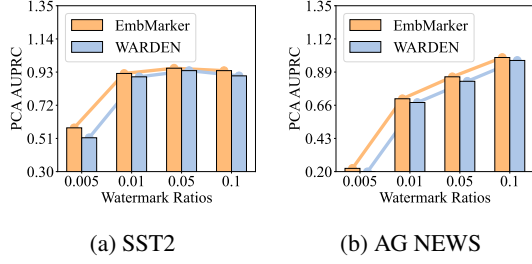 1.35
1.14
0.93
0.72
0.51
0.30
PCA AUPRC
EmbMarker
WARDEN
0.005 0.01 0.05 0.1
Watermark Ratios
(a) SST2
1.35
1.12
0.89
0.66
0.43
0.20
PCA AUPRC
EmbMarker
WARDEN
0.005 0.01 0.05 0.1
Watermark Ratios
(b) AG NEWS